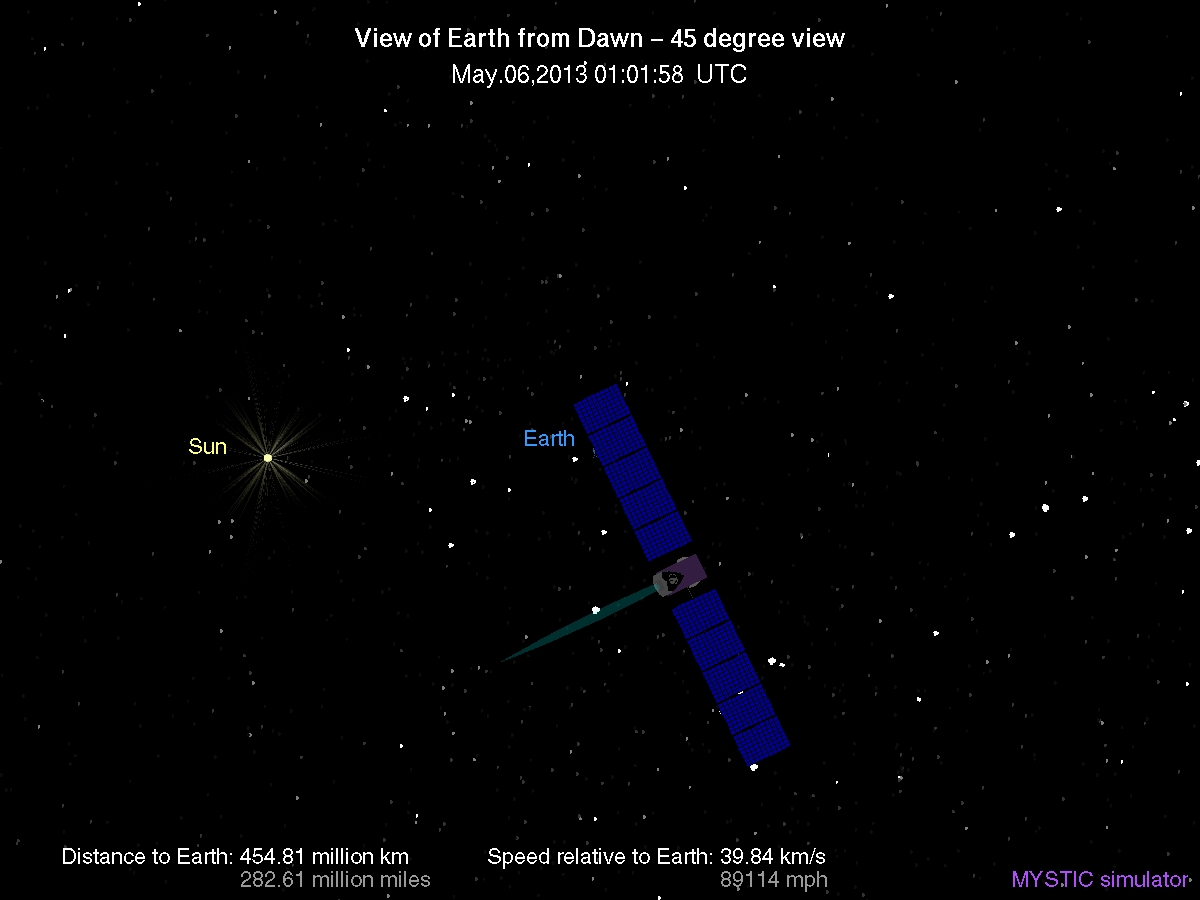 View of Earth from Dawn – 45 degree view
May.06,2013 01:01:58 UTC
Earth
Sun
Distance to Earth: 454.81 million km
282.61 million miles
Speed relative to Earth: 39.84 km/s
89114 mph
MYSTIC simulator